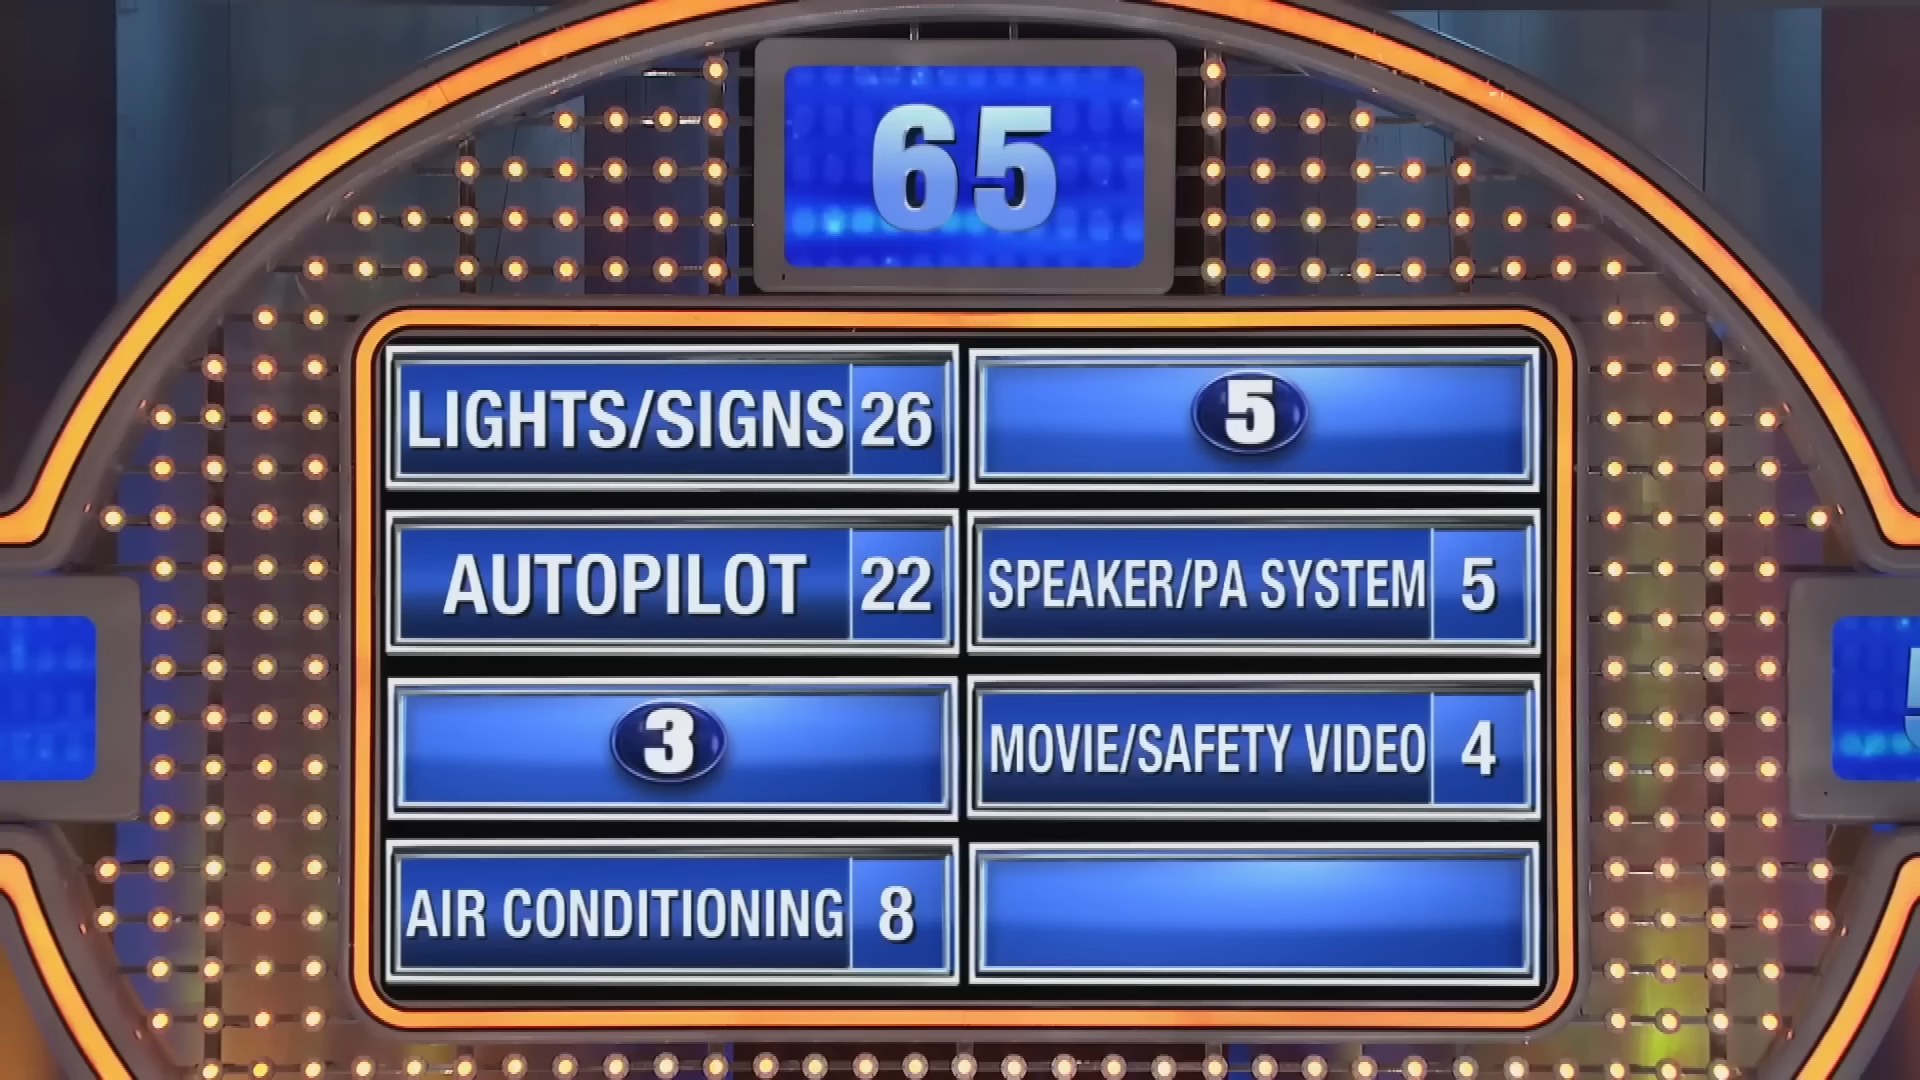 65
LIGHTS/SIGNS 26
5
AUTOPILOT 22
SPEAKER/PA SYSTEM 5
3
MOVIE/SAFETY VIDEO 4
AIR CONDITIONING 8